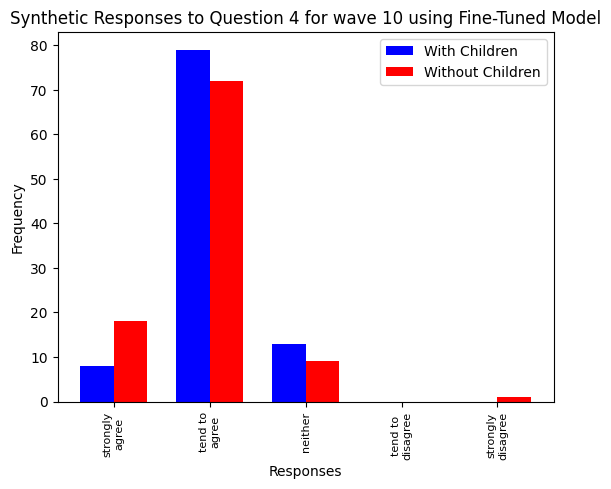 Synthetic Responses to Question 4 for wave 10 using Fine-Tuned Model
With Children
Without Children
80
70
60
50
40
30
20
10
0
Frequency
strongly
agree
tend to
agree
neither
tend to
disagree
strongly
disagree
Responses